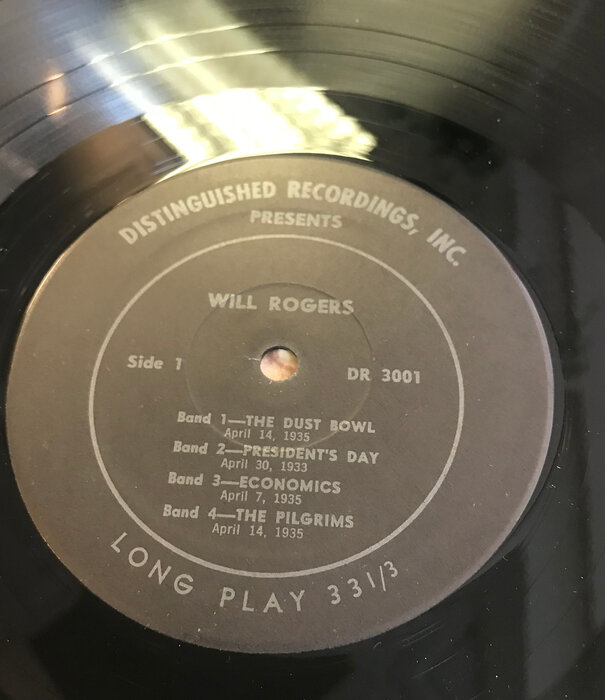 DISTINGUISHED RECORDINGS, INC.
PRESENTS
WILL ROGERS
Side 1
DR 3001
Band 1—THE DUST BOWL
April 14, 1935
Band 2—PRESIDENT'S DAY
April 30, 1933
Band 3—ECONOMICS
April 7, 1935
Band 4—THE PILGRIMS
April 14, 1935
LONG PLAY 33 1/3